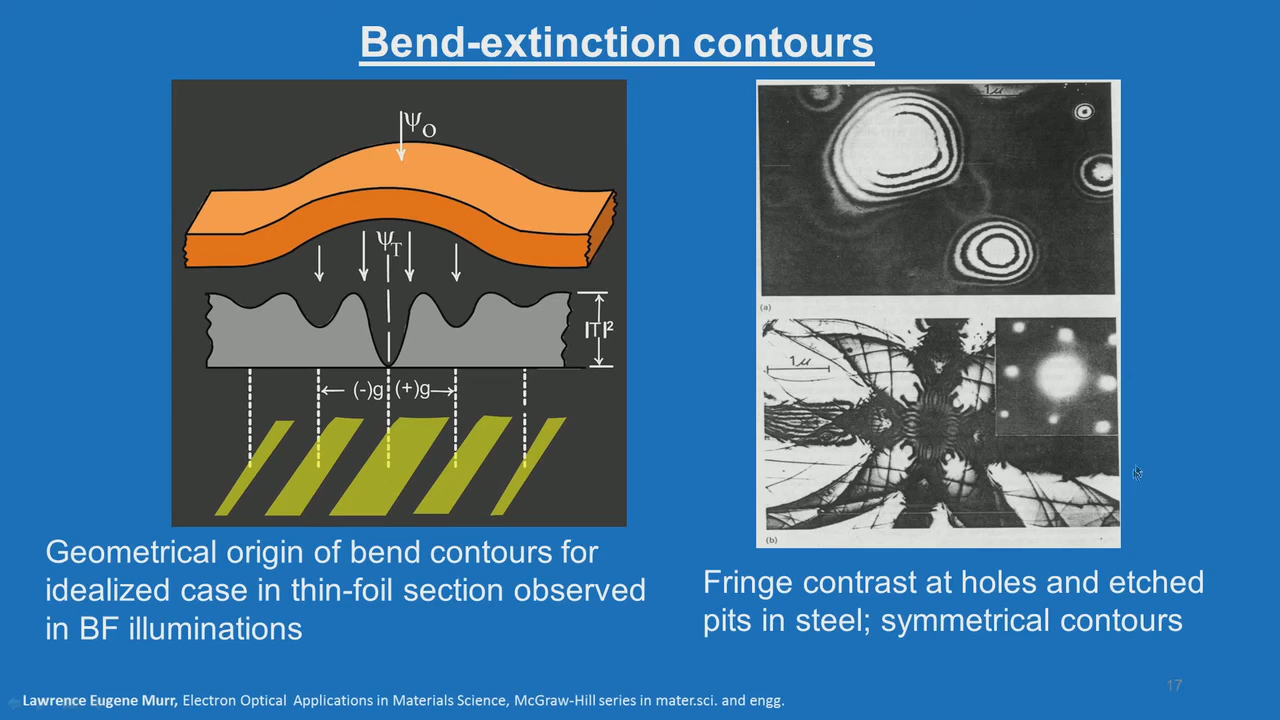 Bend-extinction contours
ψO
ψT
|T|²
(-)g (+)g
1μ
(a)
1μ
(b)
Geometrical origin of bend contours for
idealized case in thin-foil section observed
in BF illuminations
Fringe contrast at holes and etched
pits in steel; symmetrical contours
17
Lawrence Eugene Murr, Electron Optical Applications in Materials Science, McGraw-Hill series in mater.sci. and engg.